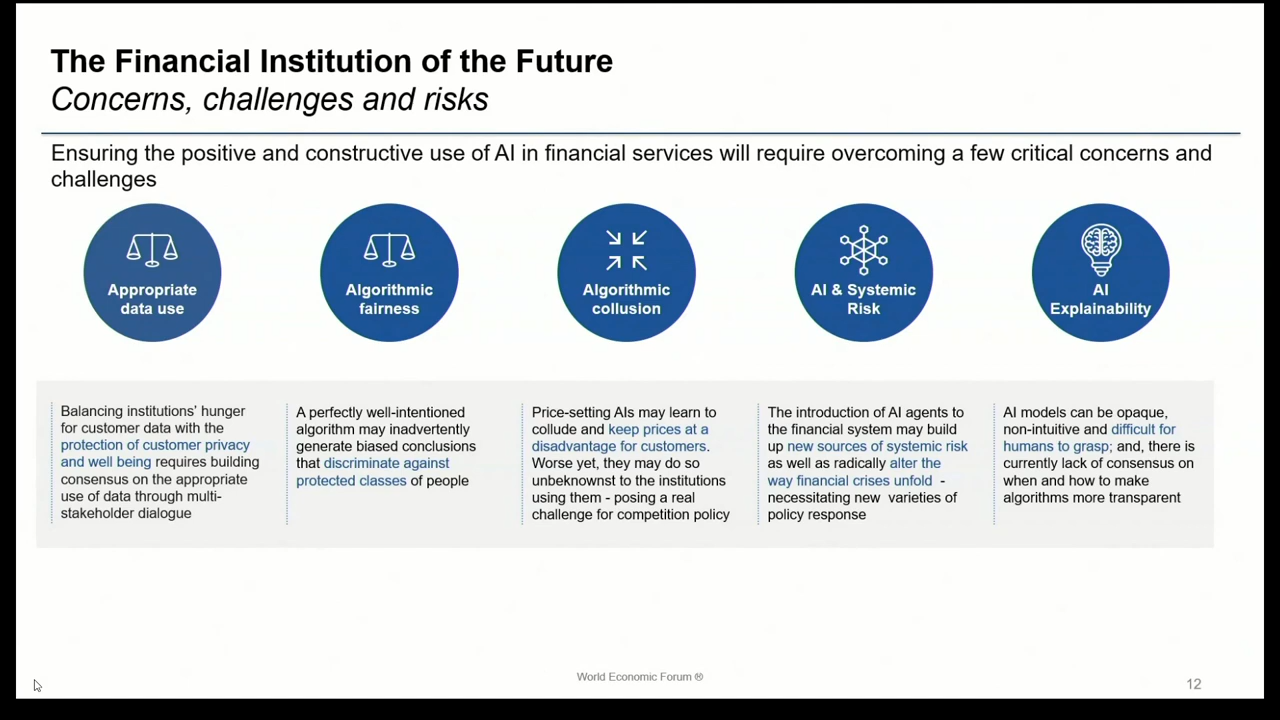 The Financial Institution of the Future
Concerns, challenges and risks
Ensuring the positive and constructive use of AI in financial services will require overcoming a few critical concerns and
challenges
Appropriate
data use
Algorithmic
fairness
Algorithmic
collusion
AI & Systemic
Risk
AI
Explainability
Balancing institutions' hunger
for customer data with the
protection of customer privacy
and well being requires building
consensus on the appropriate
use of data through multi-
stakeholder dialogue
A perfectly well-intentioned
algorithm may inadvertently
generate biased conclusions
that discriminate against
protected classes of people
Price-setting AIs may learn to
collude and keep prices at a
disadvantage for customers.
Worse yet, they may do so
unbeknownst to the institutions
using them - posing a real
challenge for competition policy
The introduction of AI agents to
the financial system may build
up new sources of systemic risk
as well as radically alter the
way financial crises unfold -
necessitating new varieties of
policy response
AI models can be opaque,
non-intuitive and difficult for
humans to grasp; and, there is
currently lack of consensus on
when and how to make
algorithms more transparent
World Economic Forum ®
12